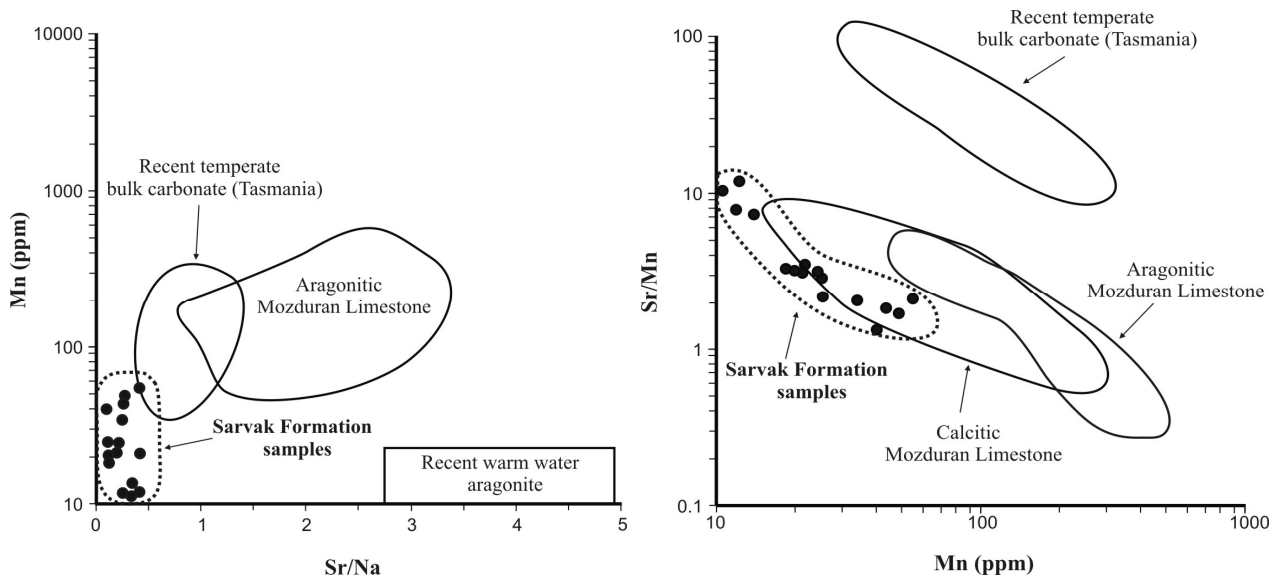 10000
1000
100
10
Mn (ppm)
Recent temperate
bulk carbonate (Tasmania)
Aragonitic
Mozduran Limestone
Sarvak Formation
samples
Recent warm water
aragonite
0
1
2
3
4
5
Sr/Na
100
10
1
0.1
Sr/Mn
Recent temperate
bulk carbonate (Tasmania)
Aragonitic
Mozduran Limestone
Sarvak Formation
samples
Calcitic
Mozduran Limestone
10
100
1000
Mn (ppm)